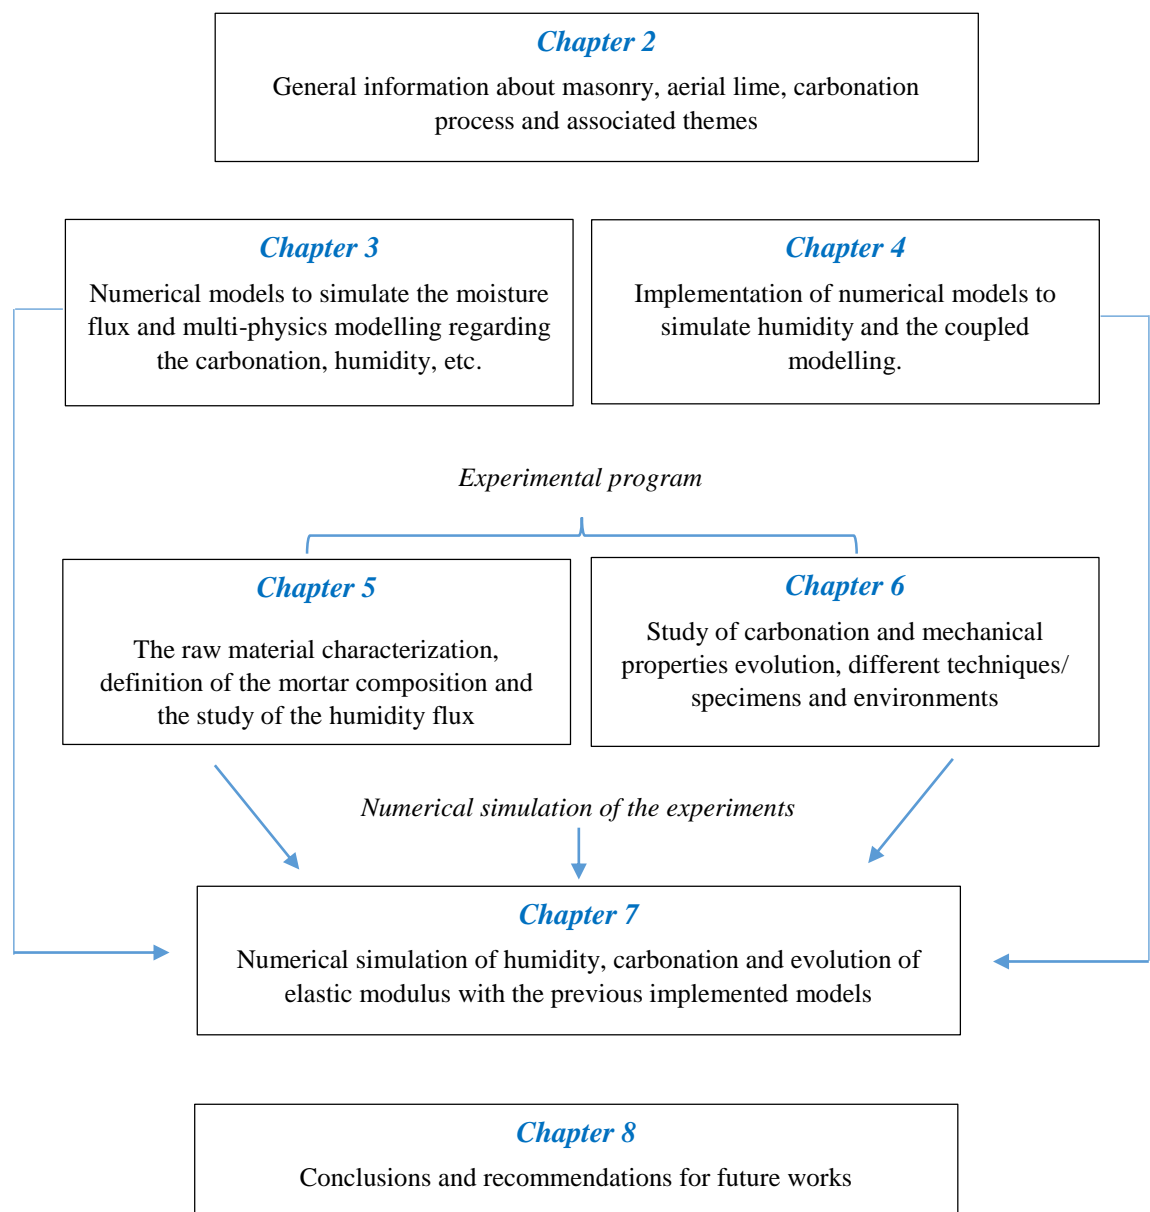 Chapter 2
General information about masonry, aerial lime, carbonation
process and associated themes
Chapter 3
Numerical models to simulate the moisture
flux and multi-physics modelling regarding
the carbonation, humidity, etc.
Chapter 4
Implementation of numerical models to
simulate humidity and the coupled
modelling.
Experimental program
Chapter 5
The raw material characterization,
definition of the mortar composition and
the study of the humidity flux
Chapter 6
Study of carbonation and mechanical
properties evolution, different techniques/
specimens and environments
Numerical simulation of the experiments
Chapter 7
Numerical simulation of humidity, carbonation and evolution of
elastic modulus with the previous implemented models
Chapter 8
Conclusions and recommendations for future works